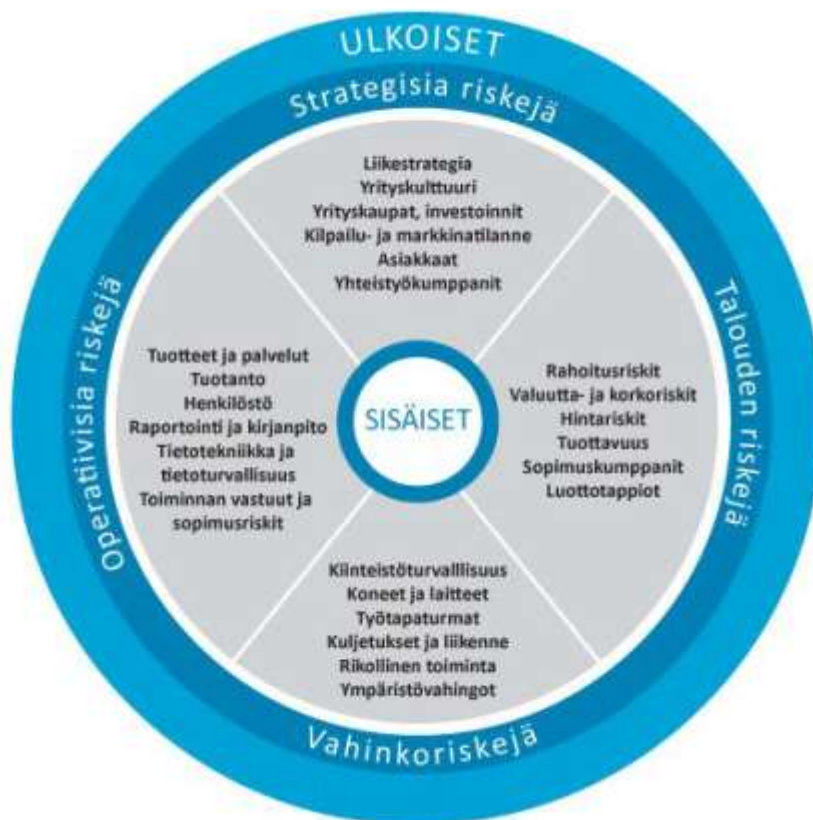 ULKOISET
Strategisia riskejä
Liikestrategia
Yrityskulttuuri
Yrityskaupat, investoinnit
Kilpailu- ja markkinatilanne
Asiakkaat
Yhteistyökumppanit
Talouden riskejä
Rahoitusriskit
Valuutta- ja korkoriskit
Hintariskit
Tuottavuus
Sopimuskumppanit
Luottotappiot
Vahinkoriskejä
Kiinteistöturvalllisuus
Koneet ja laitteet
Työtapaturmat
Kuljetukset ja liikenne
Rikollinen toiminta
Ympäristövahingot
Operatiivisia riskejä
Tuotteet ja palvelut
Tuotanto
Henkilöstö
Raportointi ja kirjanpito
Tietotekniikka ja
tietoturvallisuus
Toiminnan vastuut ja
sopimusriskit
SISÄISET